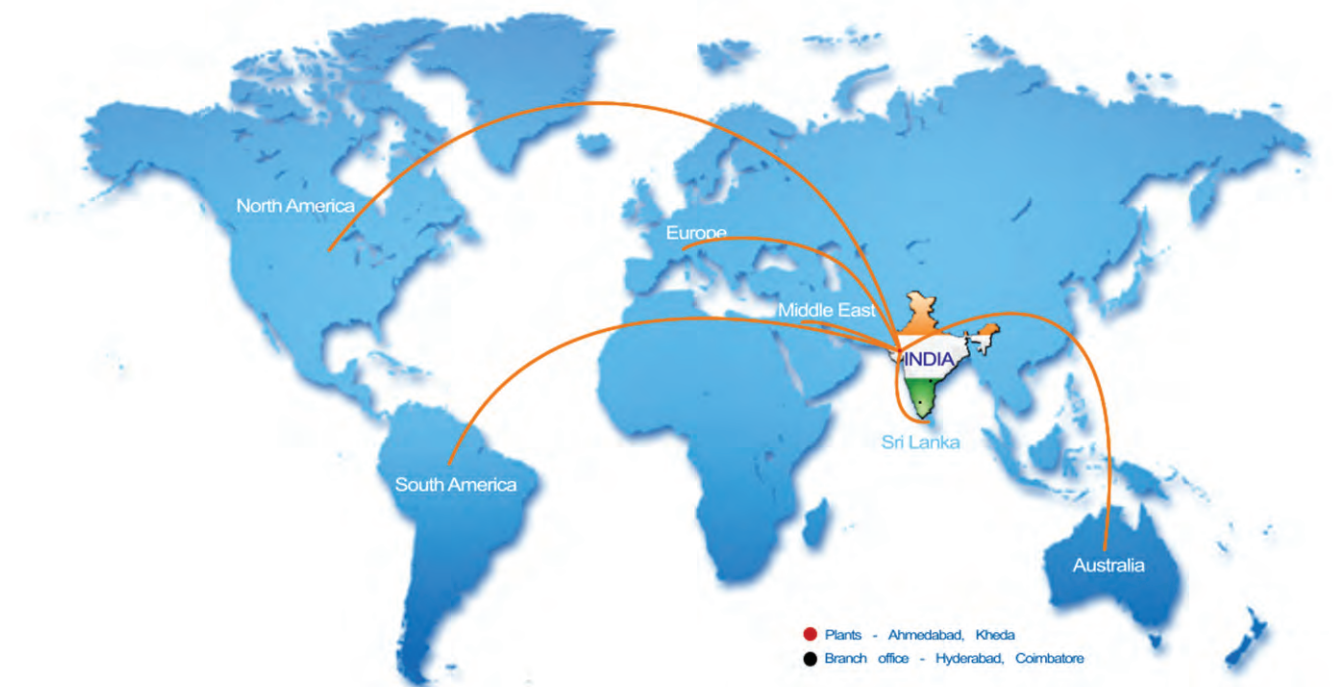 North America
Europe
Middle East
INDIA
Sri Lanka
South America
Australia
Plants - Ahmedabad, Kheda
Branch office - Hyderabad, Coimbatore